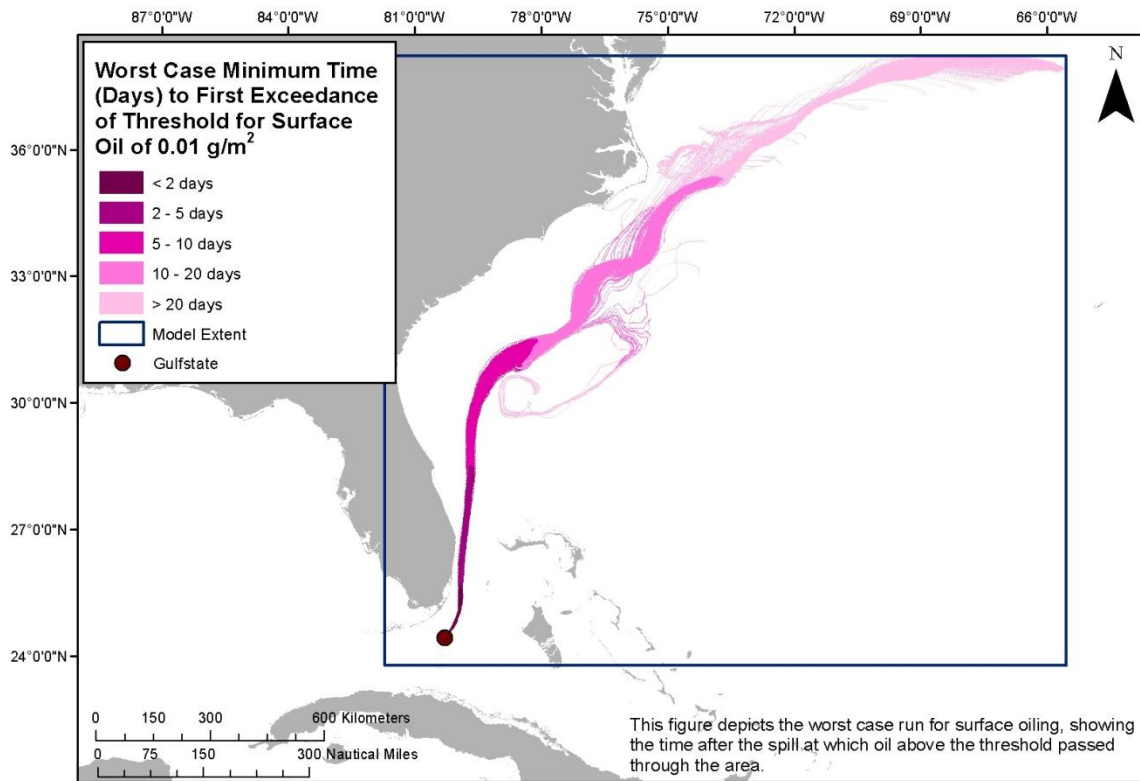 87°0'0"W 84°0'0"W 81°0'0"W 78°0'0"W 75°0'0"W 72°0'0"W 69°0'0"W 66°0'0"W
N
Worst Case Minimum Time
(Days) to First Exceedance
of Threshold for Surface
Oil of 0.01 g/m²
< 2 days
2 - 5 days
5 - 10 days
10 - 20 days
> 20 days
Model Extent
Gulfstate
36°0'0"N
33°0'0"N
30°0'0"N
27°0'0"N
24°0'0"N
0 150 300 600 Kilometers
0 75 150 300 Nautical Miles
This figure depicts the worst case run for surface oiling, showing
the time after the spill at which oil above the threshold passed
through the area.